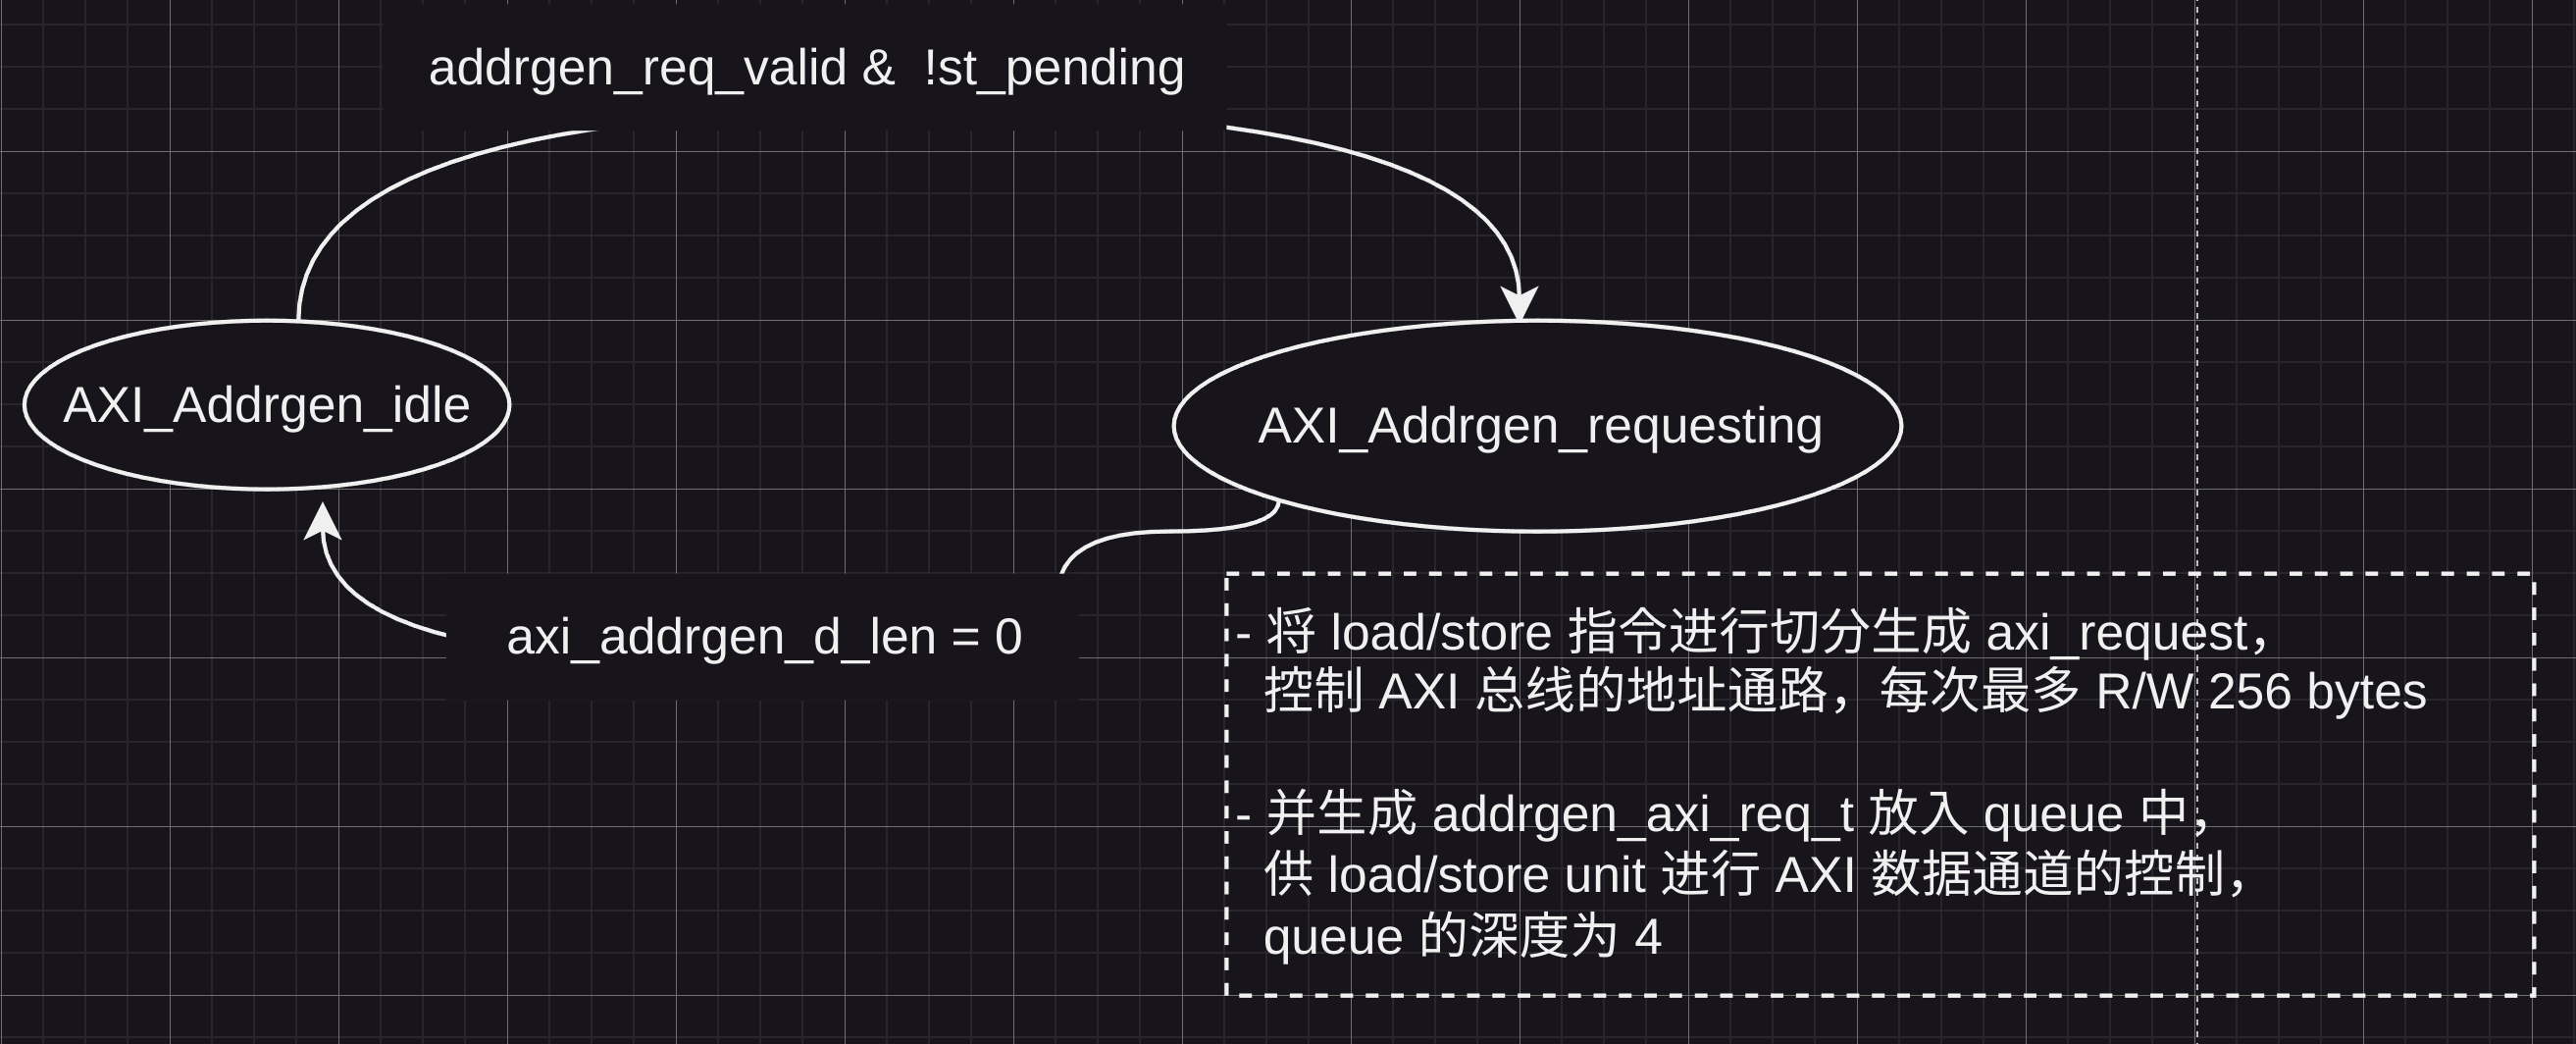 addrgen_req_valid &  !st_pending
AXI_Addrgen_idle
AXI_Addrgen_requesting
axi_addrgen_d_len = 0
- 将 load/store 指令进行切分生成 axi_request，
控制 AXI 总线的地址通路，每次最多 R/W 256 bytes
- 并生成 addrgen_axi_req_t 放入 queue 中，
供 load/store unit 进行 AXI 数据通道的控制，
queue 的深度为 4